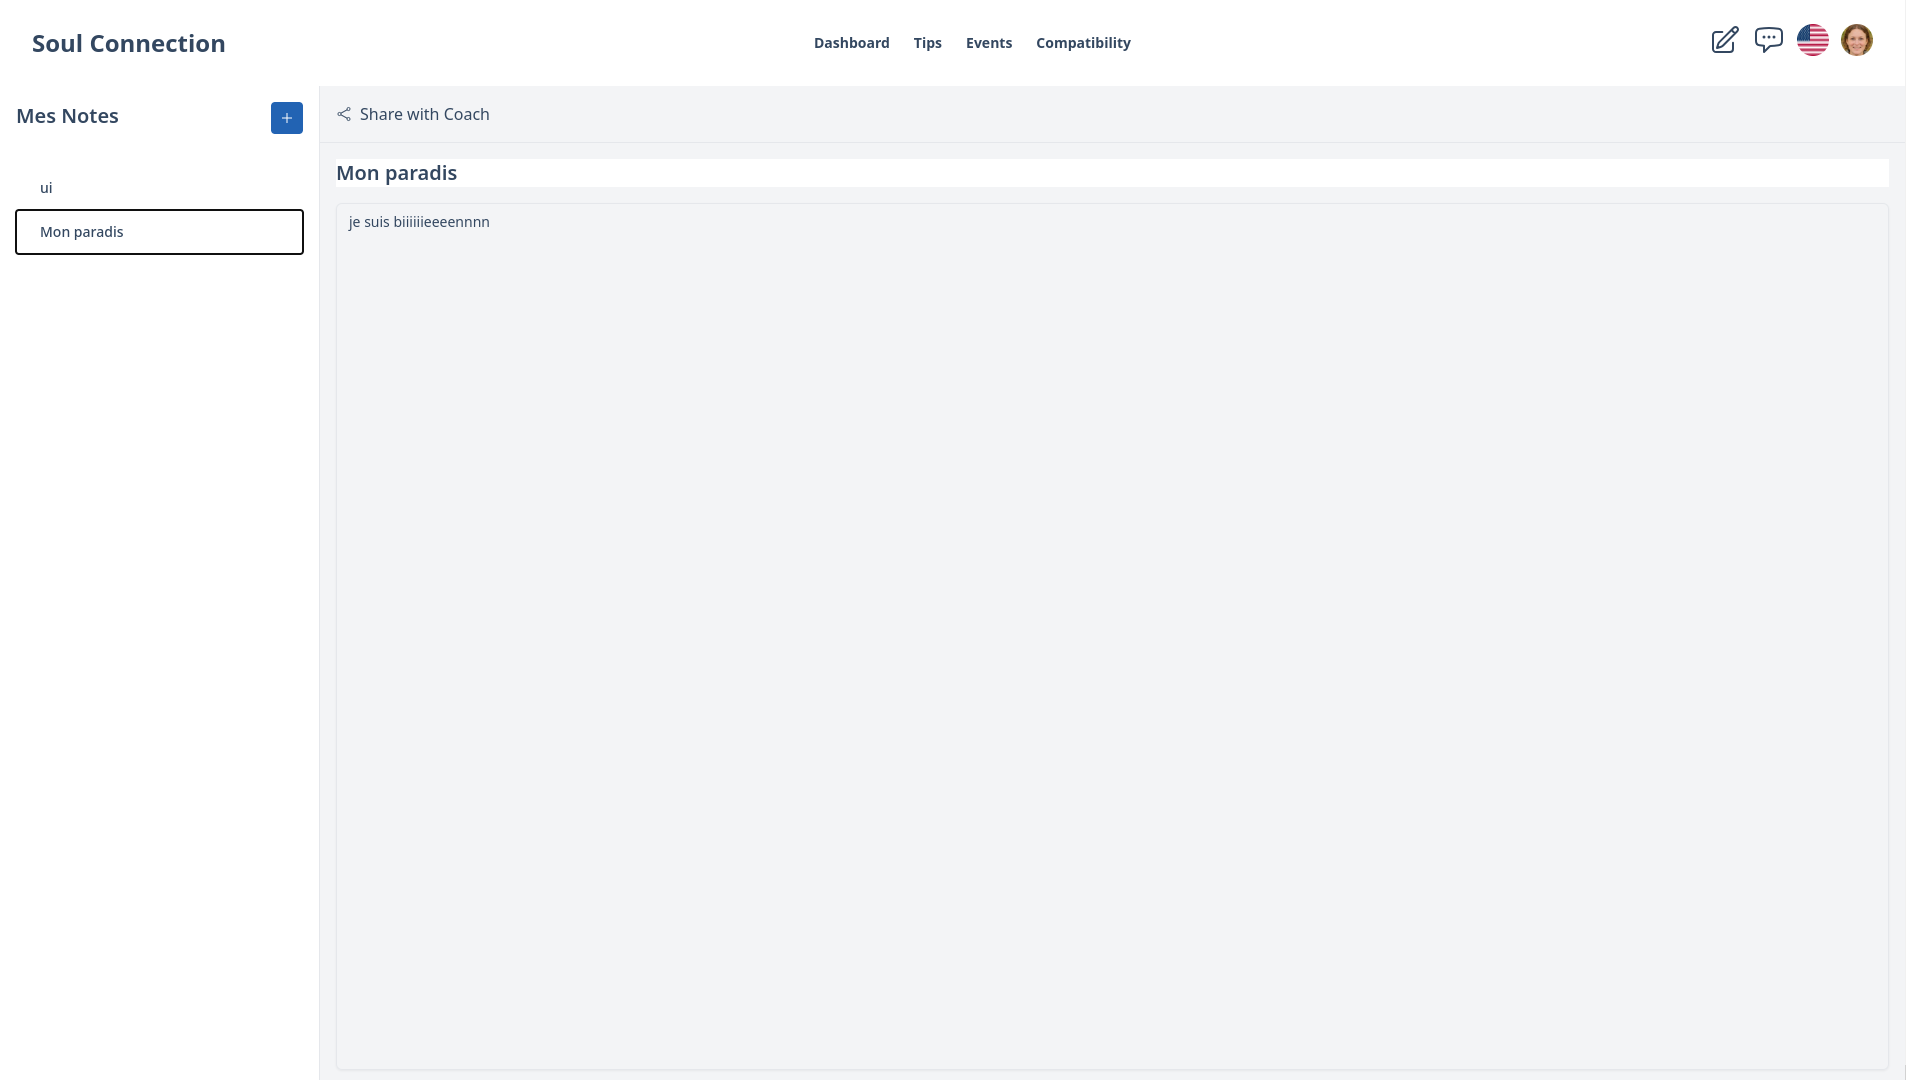 Soul Connection
Dashboard
Tips
Events
Compatibility
Mes Notes
+
ui
Mon paradis
Share with Coach
Mon paradis
je suis biiiiiieeeennnn